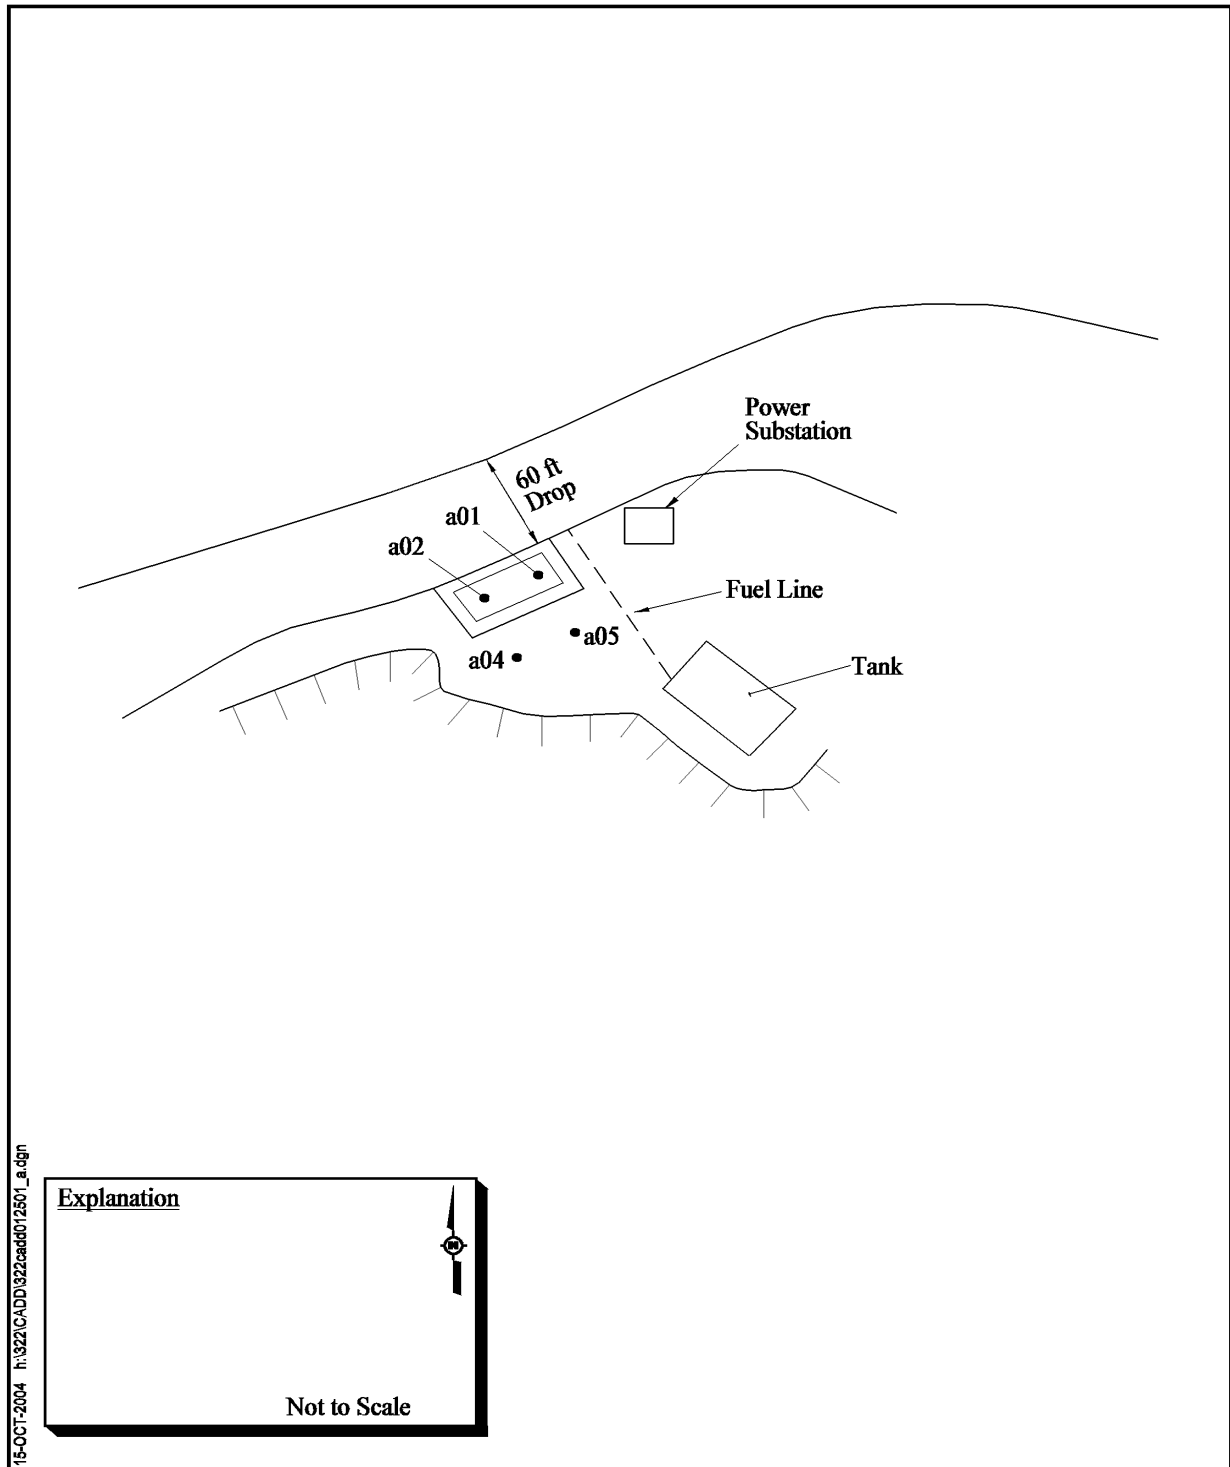 Power
Substation
60 ft
Drop
a01
a02
Fuel Line
a05
a04
Tank
Explanation
N
Not to Scale
15-OCT-2004 h:\322\CADD\322cadd012501_a.dgn